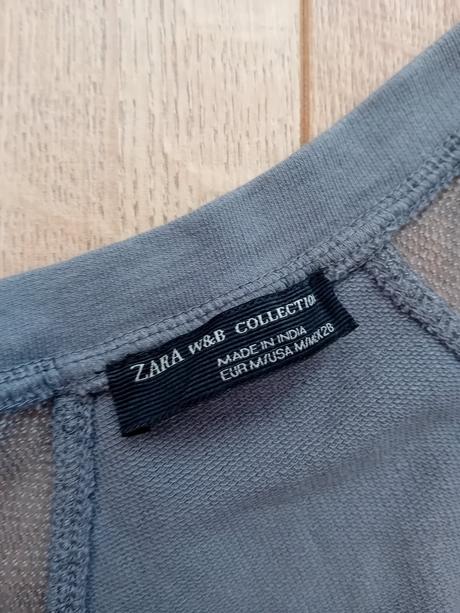 ZARA W&B COLLECTION
MADE IN INDIA
EUR M/USA M/MEX 28